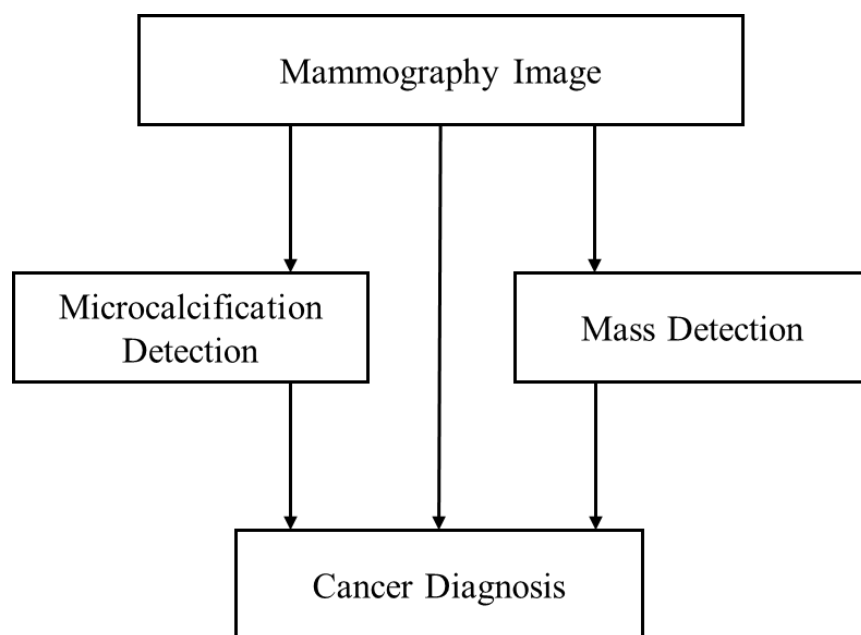 Mammography Image
Microcalcification
Detection
Mass Detection
Cancer Diagnosis